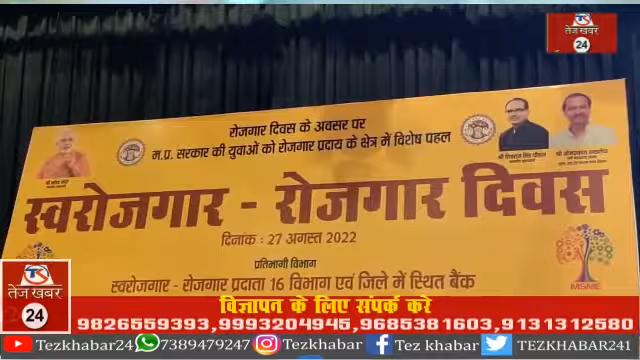 तेज खबर
24
रोजगार दिवस के अवसर पर
म.प्र. सरकार की युवाओं को रोजगार प्रदाय के क्षेत्र में विशेष पहल
स्वरोजगार - रोजगार दिवस
दिनांक : 27 अगस्त 2022
प्रतिभागी विभाग
स्वरोजगार - रोजगार प्रदाता 16 विभाग एवं जिले में स्थित बैंक
MSME
तेज खबर
24
विज्ञापन के लिए संपर्क करे
9826559393,9993204945,9685381603,9131312580
Tezkhabar24 7389479247 Tezkhabar24 Tez khabar24 TEZKHABAR241